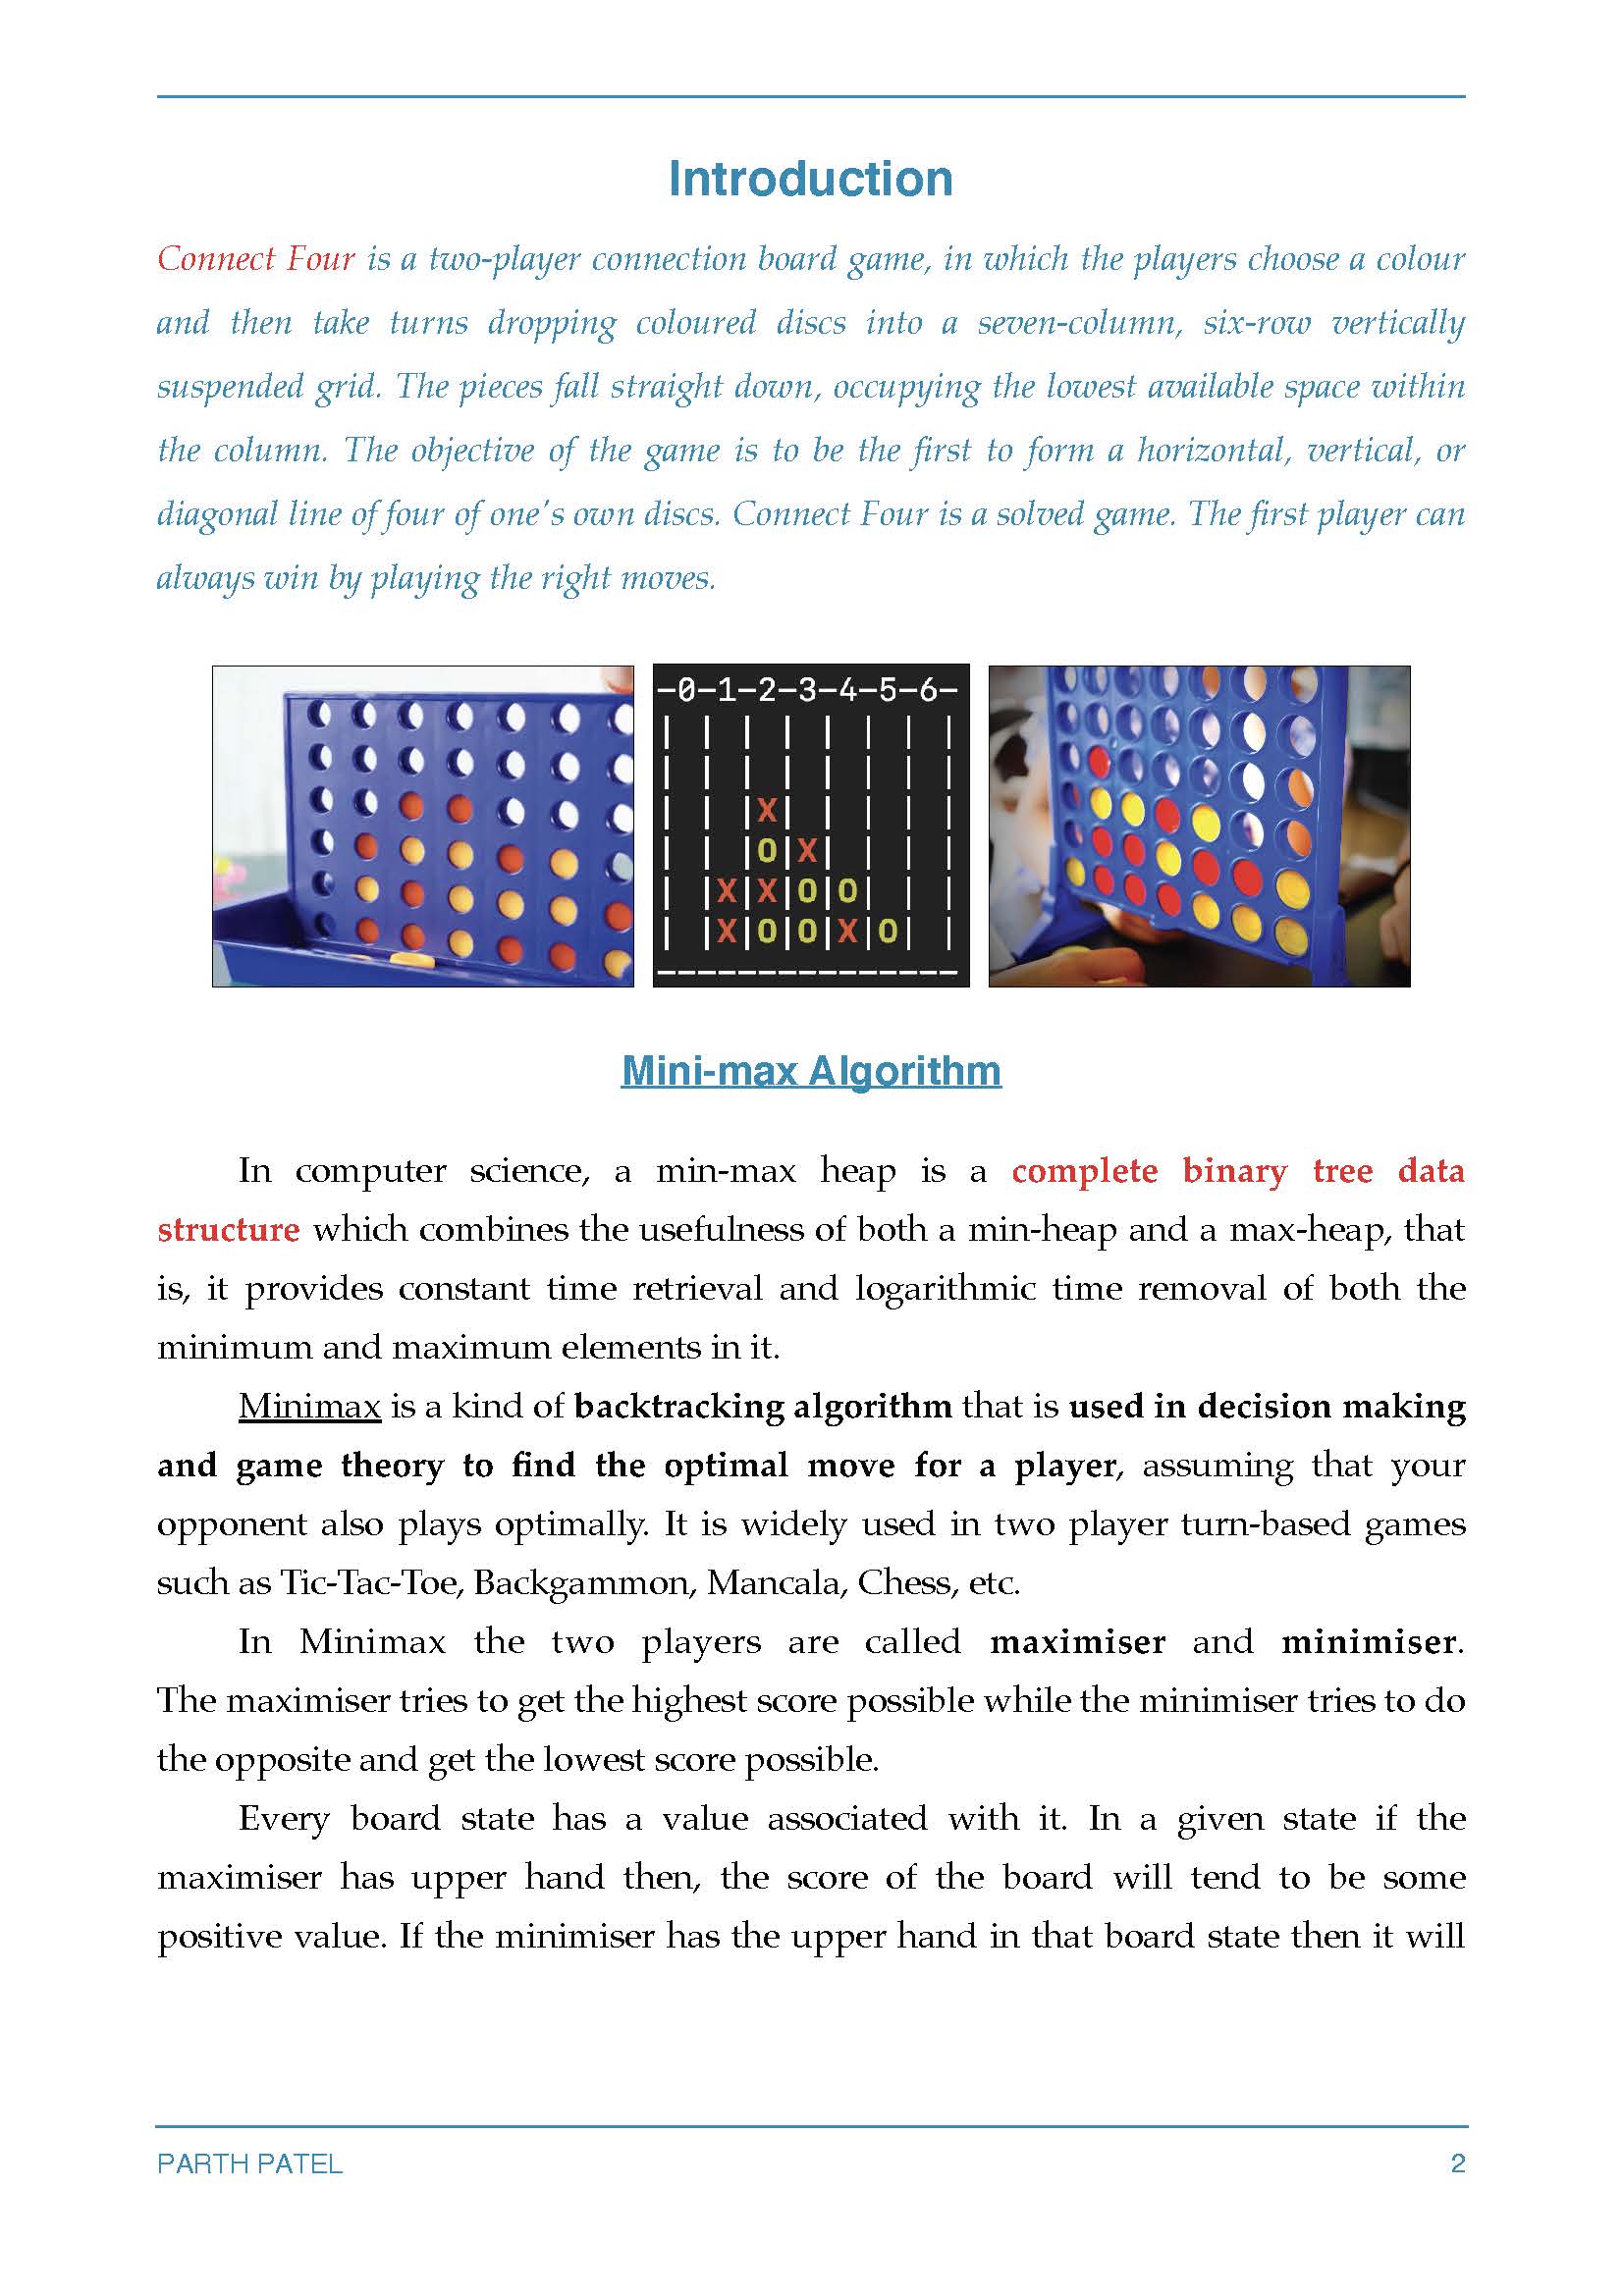 Introduction
Connect Four is a two-player connection board game, in which the players choose a colour
and then take turns dropping coloured discs into a seven-column, six-row vertically
suspended grid. The pieces fall straight down, occupying the lowest available space within
the column. The objective of the game is to be the first to form a horizontal, vertical, or
diagonal line of four of one's own discs. Connect Four is a solved game. The first player can
always win by playing the right moves.
-0-1-2-3-4-5-6-
| | | | | | | |
| | | | | | | |
| | |X| | | | |
| | |O|X| | | |
| |X|X|O|O| | |
| |X|O|O|X|O| |
---------------
Mini-max Algorithm
In computer science, a min-max heap is a complete binary tree data
structure which combines the usefulness of both a min-heap and a max-heap, that
is, it provides constant time retrieval and logarithmic time removal of both the
minimum and maximum elements in it.
Minimax is a kind of backtracking algorithm that is used in decision making
and game theory to find the optimal move for a player, assuming that your
opponent also plays optimally. It is widely used in two player turn-based games
such as Tic-Tac-Toe, Backgammon, Mancala, Chess, etc.
In Minimax the two players are called maximiser and minimiser.
The maximiser tries to get the highest score possible while the minimiser tries to do
the opposite and get the lowest score possible.
Every board state has a value associated with it. In a given state if the
maximiser has upper hand then, the score of the board will tend to be some
positive value. If the minimiser has the upper hand in that board state then it will
PARTH PATEL
2